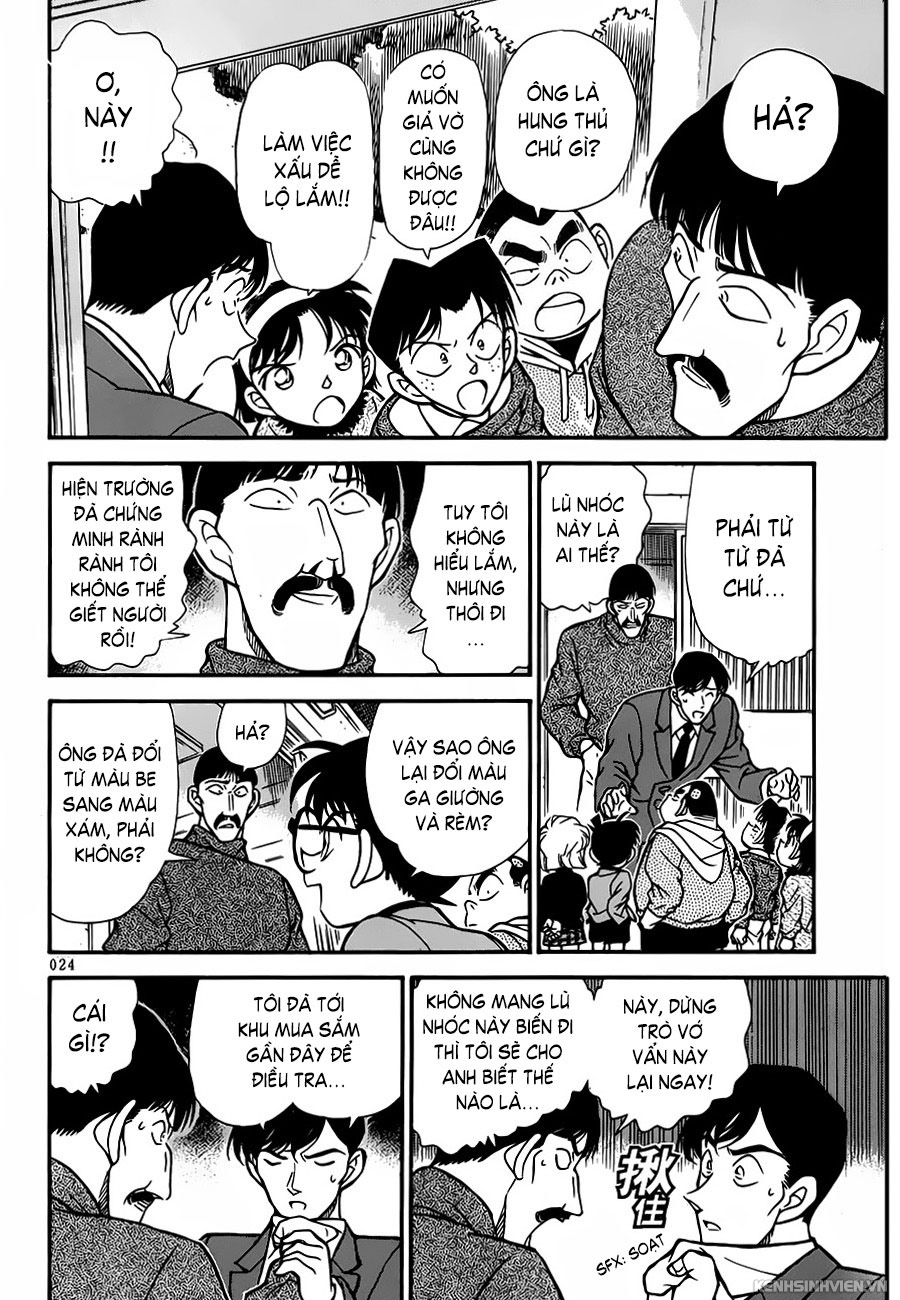 HẢ?
ÔNG LÀ
HUNG THỦ
CHỨ GÌ?
CÓ
MUỐN
GIẢ VỜ
CŨNG
KHÔNG
ĐƯỢC
ĐÂU!!
LÀM VIỆC
XẤU DỄ
LỘ LẮM!!
Ơ,
NÀY
!!
PHẢI TỪ
TỪ ĐÃ
CHỨ...
LŨ NHÓC
NÀY LÀ
AI THẾ?
TUY TÔI
KHÔNG
HIỂU LẮM,
NHƯNG
THÔI ĐI
...
HIỆN TRƯỜNG
ĐÃ CHỨNG
MINH RÀNH
RÀNH TÔI
KHÔNG THỂ
GIẾT NGƯỜI
RỒI!
VẬY SAO ÔNG
LẠI ĐỔI MÀU
GA GIƯỜNG
VÀ RÈM?
HẢ?
ÔNG ĐÃ ĐỔI
TỪ MÀU BE
SANG MÀU
XÁM, PHẢI
KHÔNG?
024
NÀY, DỪNG
TRÒ VỚ
VẨN NÀY
LẠI NGAY!
KHÔNG MANG LŨ
NHÓC NÀY BIẾN ĐI
THÌ TÔI SẼ CHO
ANH BIẾT THẾ
NÀO LÀ...
揪住
SFX: SOẠT
TÔI ĐÃ TỚI
KHU MUA SẮM
GẦN ĐÂY ĐỂ
ĐIỀU TRA...
CÁI
GÌ!?
KENHSINHVIEN.VN